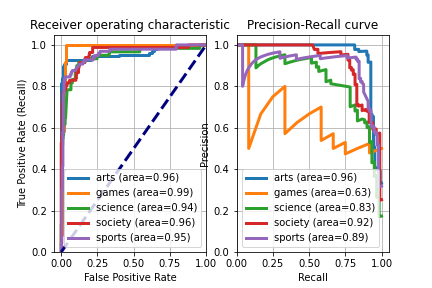 Receiver operating characteristic
True Positive Rate (Recall)
1.0
0.8
0.6
0.4
0.2
0.0
arts (area=0.96)
games (area=0.99)
science (area=0.94)
society (area=0.96)
sports (area=0.95)
0.00 0.25 0.50 0.75 1.00
False Positive Rate
Precision-Recall curve
Precision
1.0
0.8
0.6
0.4
0.2
0.0
arts (area=0.96)
games (area=0.63)
science (area=0.83)
society (area=0.92)
sports (area=0.89)
0.00 0.25 0.50 0.75 1.00
Recall